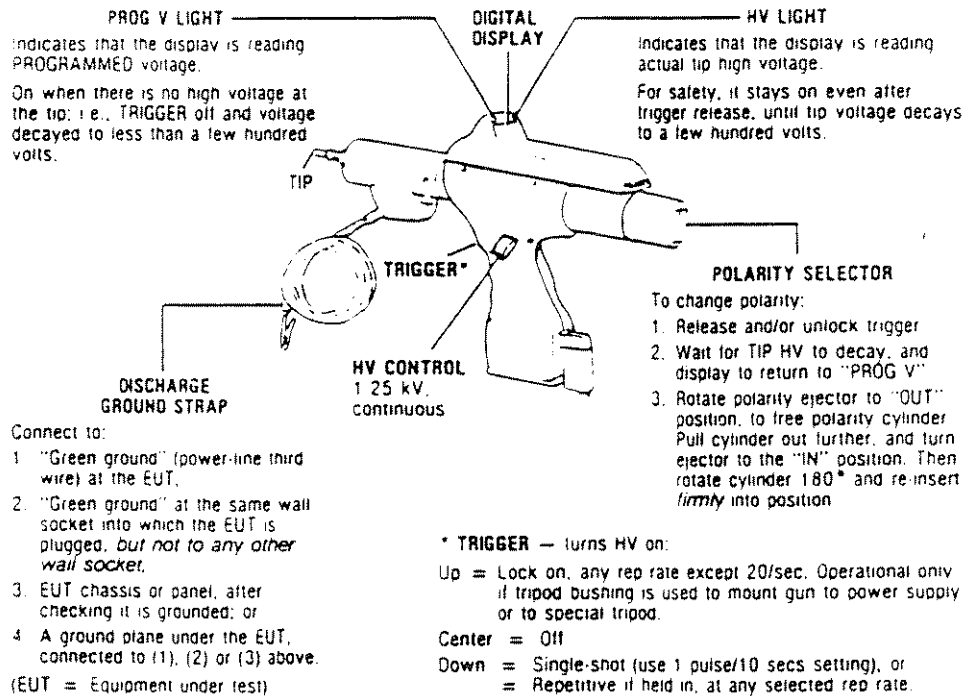 PROG V LIGHT
Indicates that the display is reading
PROGRAMMED voltage.
On when there is no high voltage at
the tip: i.e., TRIGGER off and voltage
decayed to less than a few hundred
volts.
DIGITAL
DISPLAY
HV LIGHT
Indicates that the display is reading
actual tip high voltage.
For safety, it stays on even after
trigger release, until tip voltage decays
to a few hundred volts.
TIP
TRIGGER*
HV CONTROL
1 25 kV,
continuous
DISCHARGE
GROUND STRAP
Connect to:
1 "Green ground" (power-line third
wire) at the EUT,
2. "Green ground" at the same wall
socket into which the EUT is
plugged, but not to any other
wall socket,
3. EUT chassis or panel, after
checking it is grounded; or
4 A ground plane under the EUT,
connected to (1), (2) or (3) above.
(EUT = Equipment under test)
POLARITY SELECTOR
To change polarity:
1. Release and/or unlock trigger
2. Wait for TIP HV to decay, and
display to return to "PROG V"
3. Rotate polarity ejector to "OUT"
position, to free polarity cylinder
Pull cylinder out further, and turn
ejector to the "IN" position. Then
rotate cylinder 180° and re-insert
firmly into position
* TRIGGER — turns HV on:
Up = Lock on, any rep rate except 20/sec. Operational only
if tripod bushing is used to mount gun to power supply
or to special tripod.
Center = Off
Down = Single-shot (use 1 pulse/10 secs setting), or
= Repetitive if held in, at any selected rep rate.